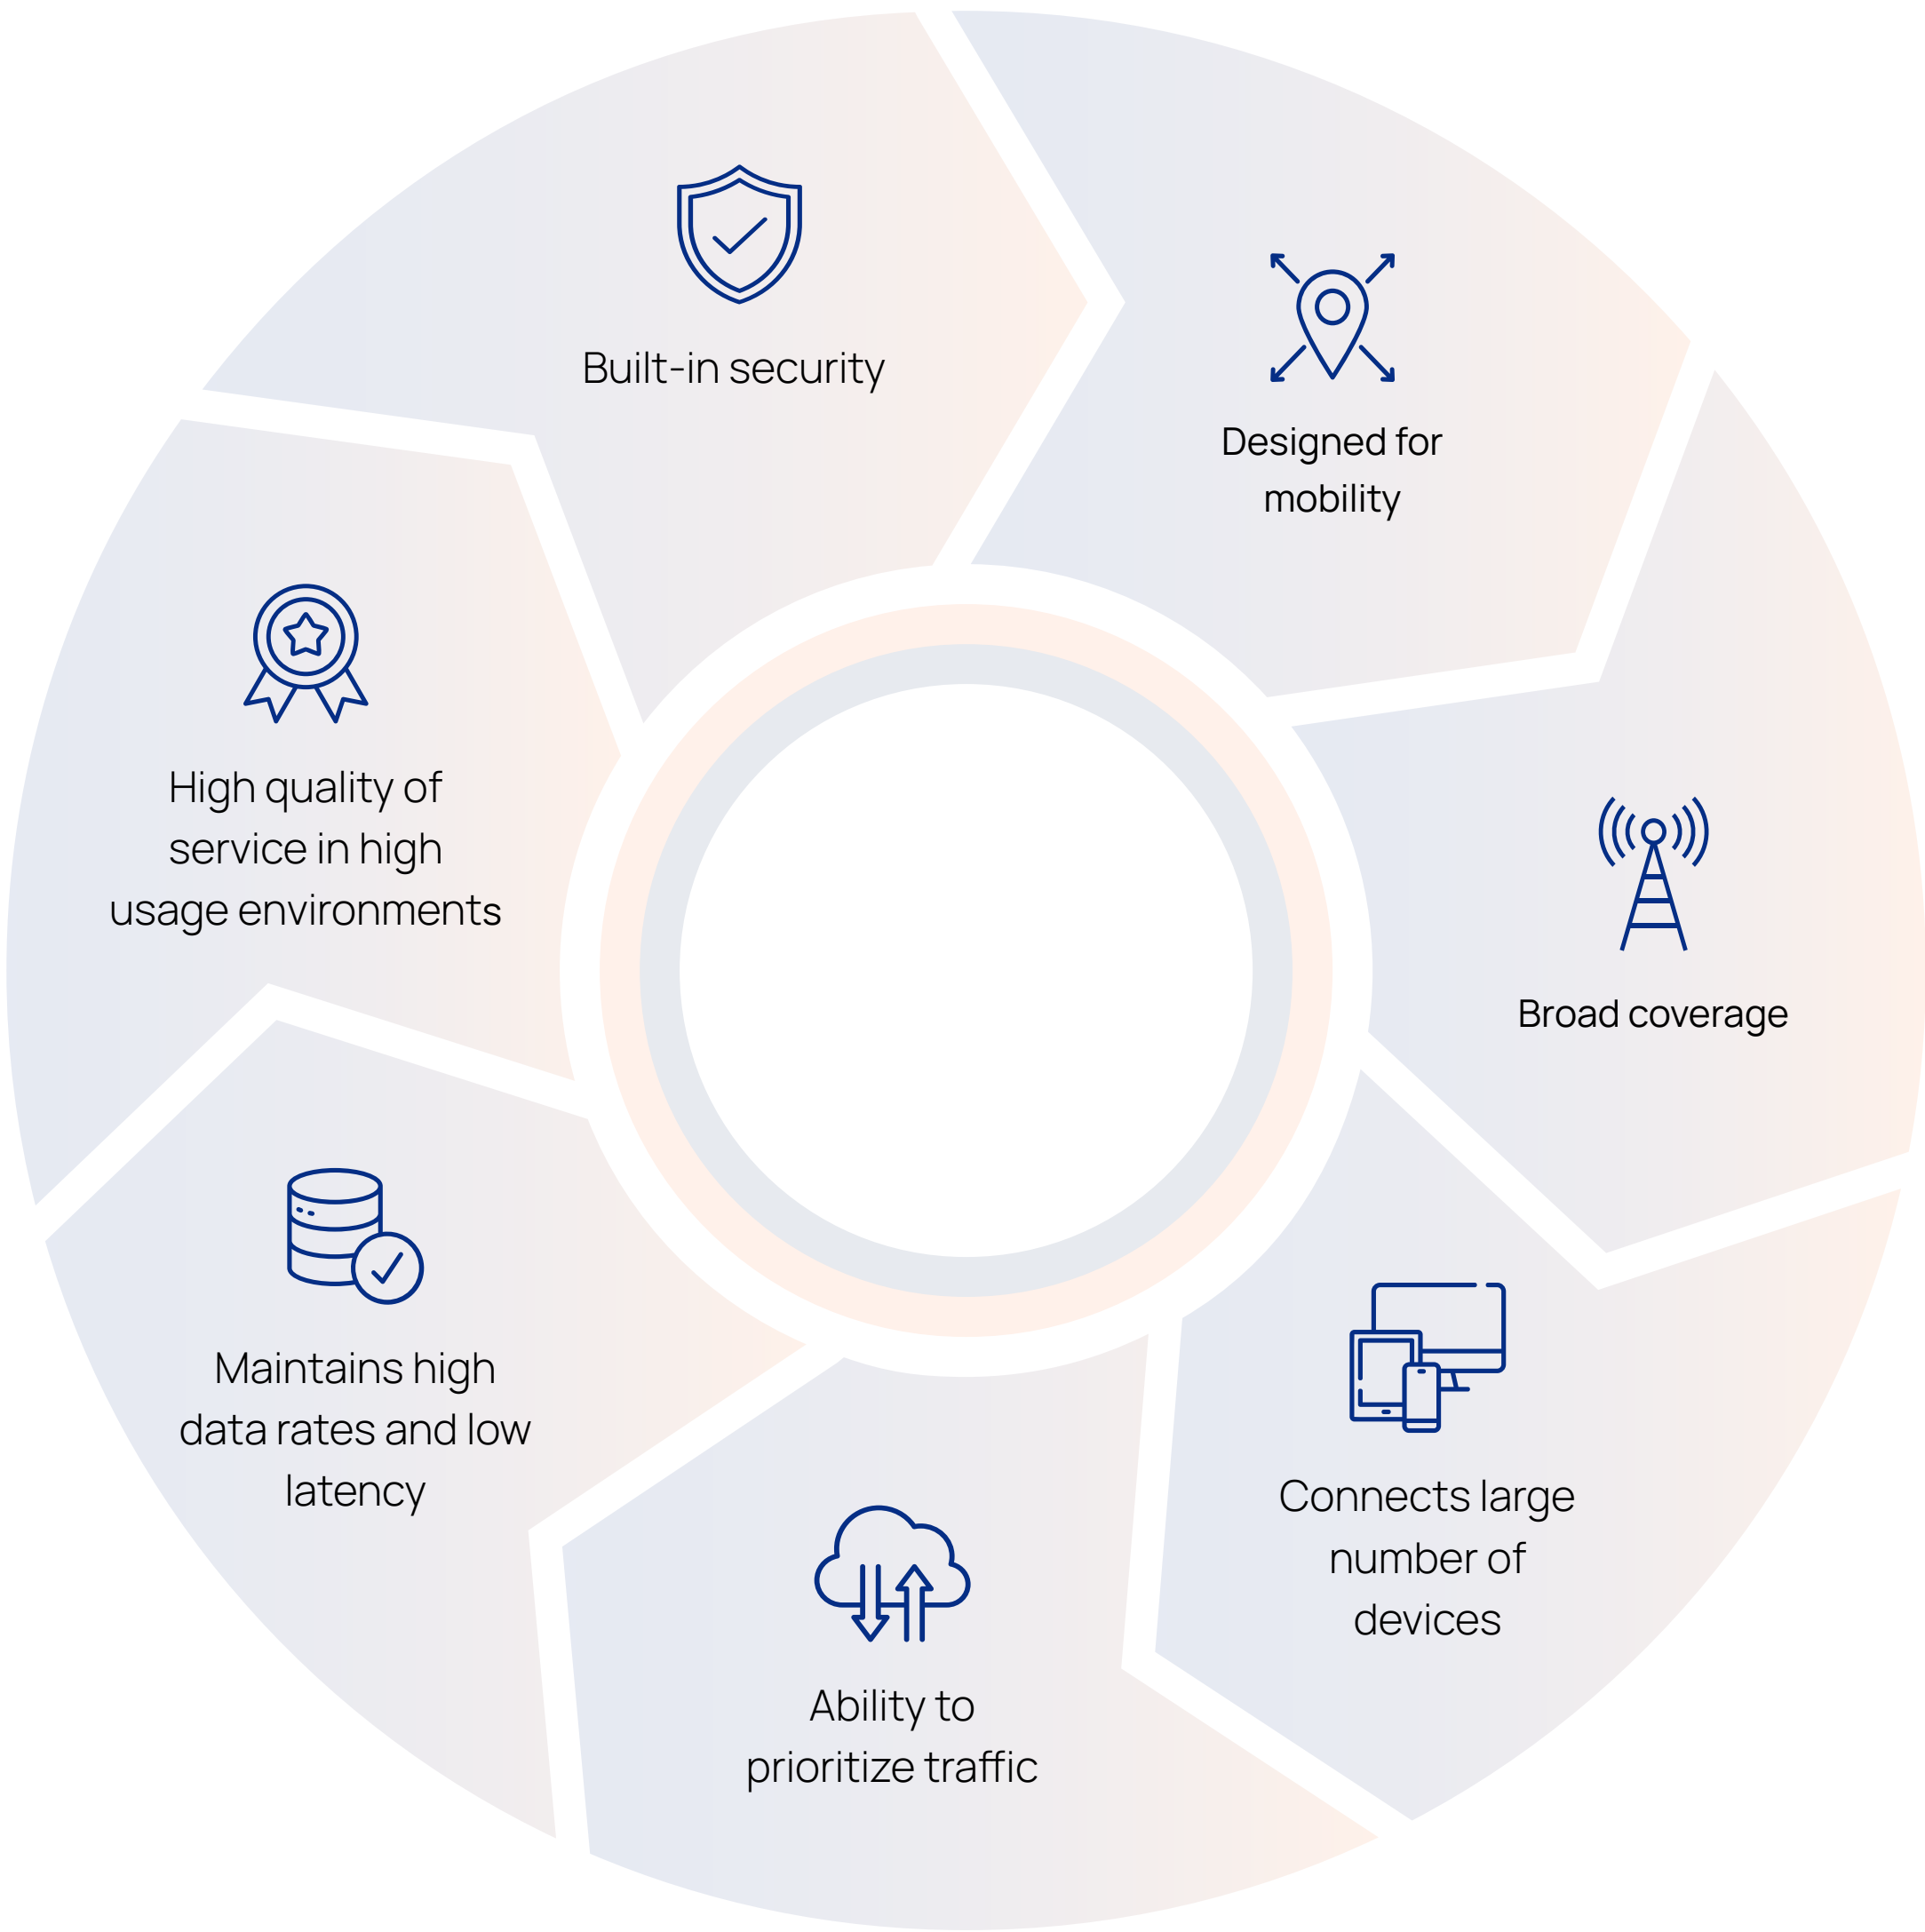 Built-in security
Designed for
mobility
Broad coverage
Connects large
number of
devices
Ability to
prioritize traffic
Maintains high
data rates and low
latency
High quality of
service in high
usage environments